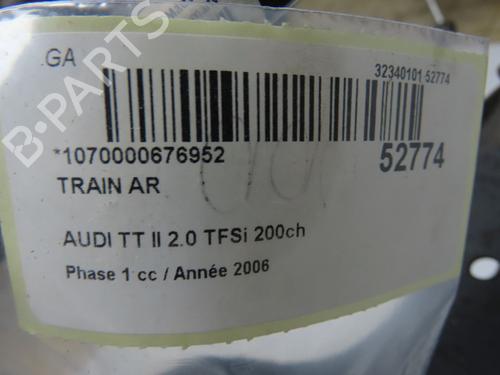 .GA
32340101 52774
*1070000676952
52774
TRAIN AR
AUDI TT II 2.0 TFSi 200ch
Phase 1 cc / Année 2006
B-PARTS